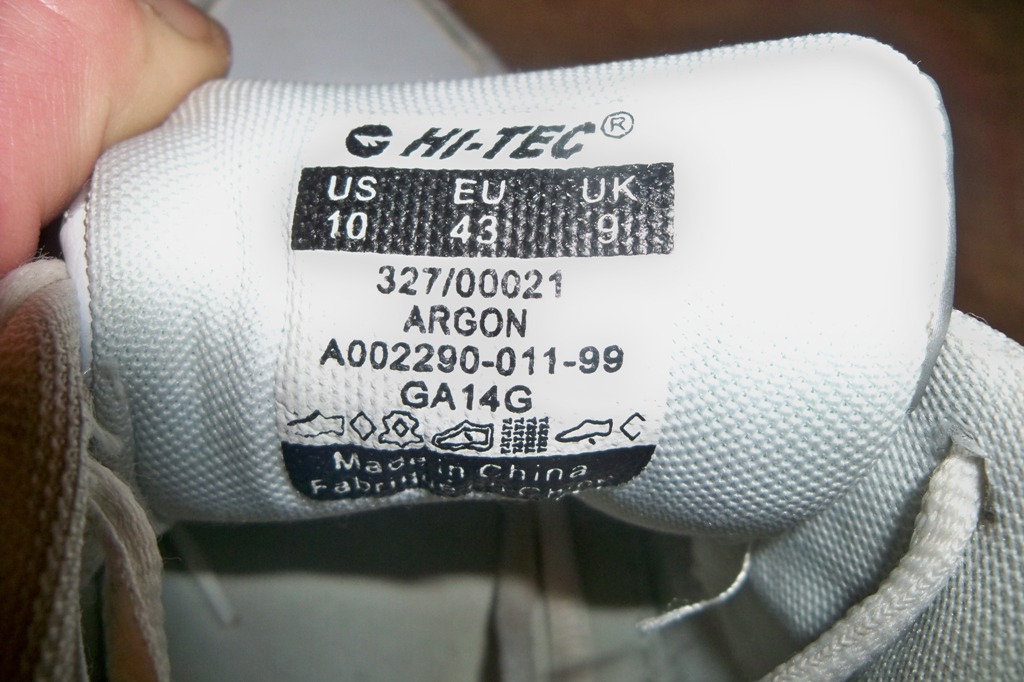 HI-TEC®
US EU UK
10 43 9
327/00021
ARGON
A002290-011-99
GA14G
Made in China